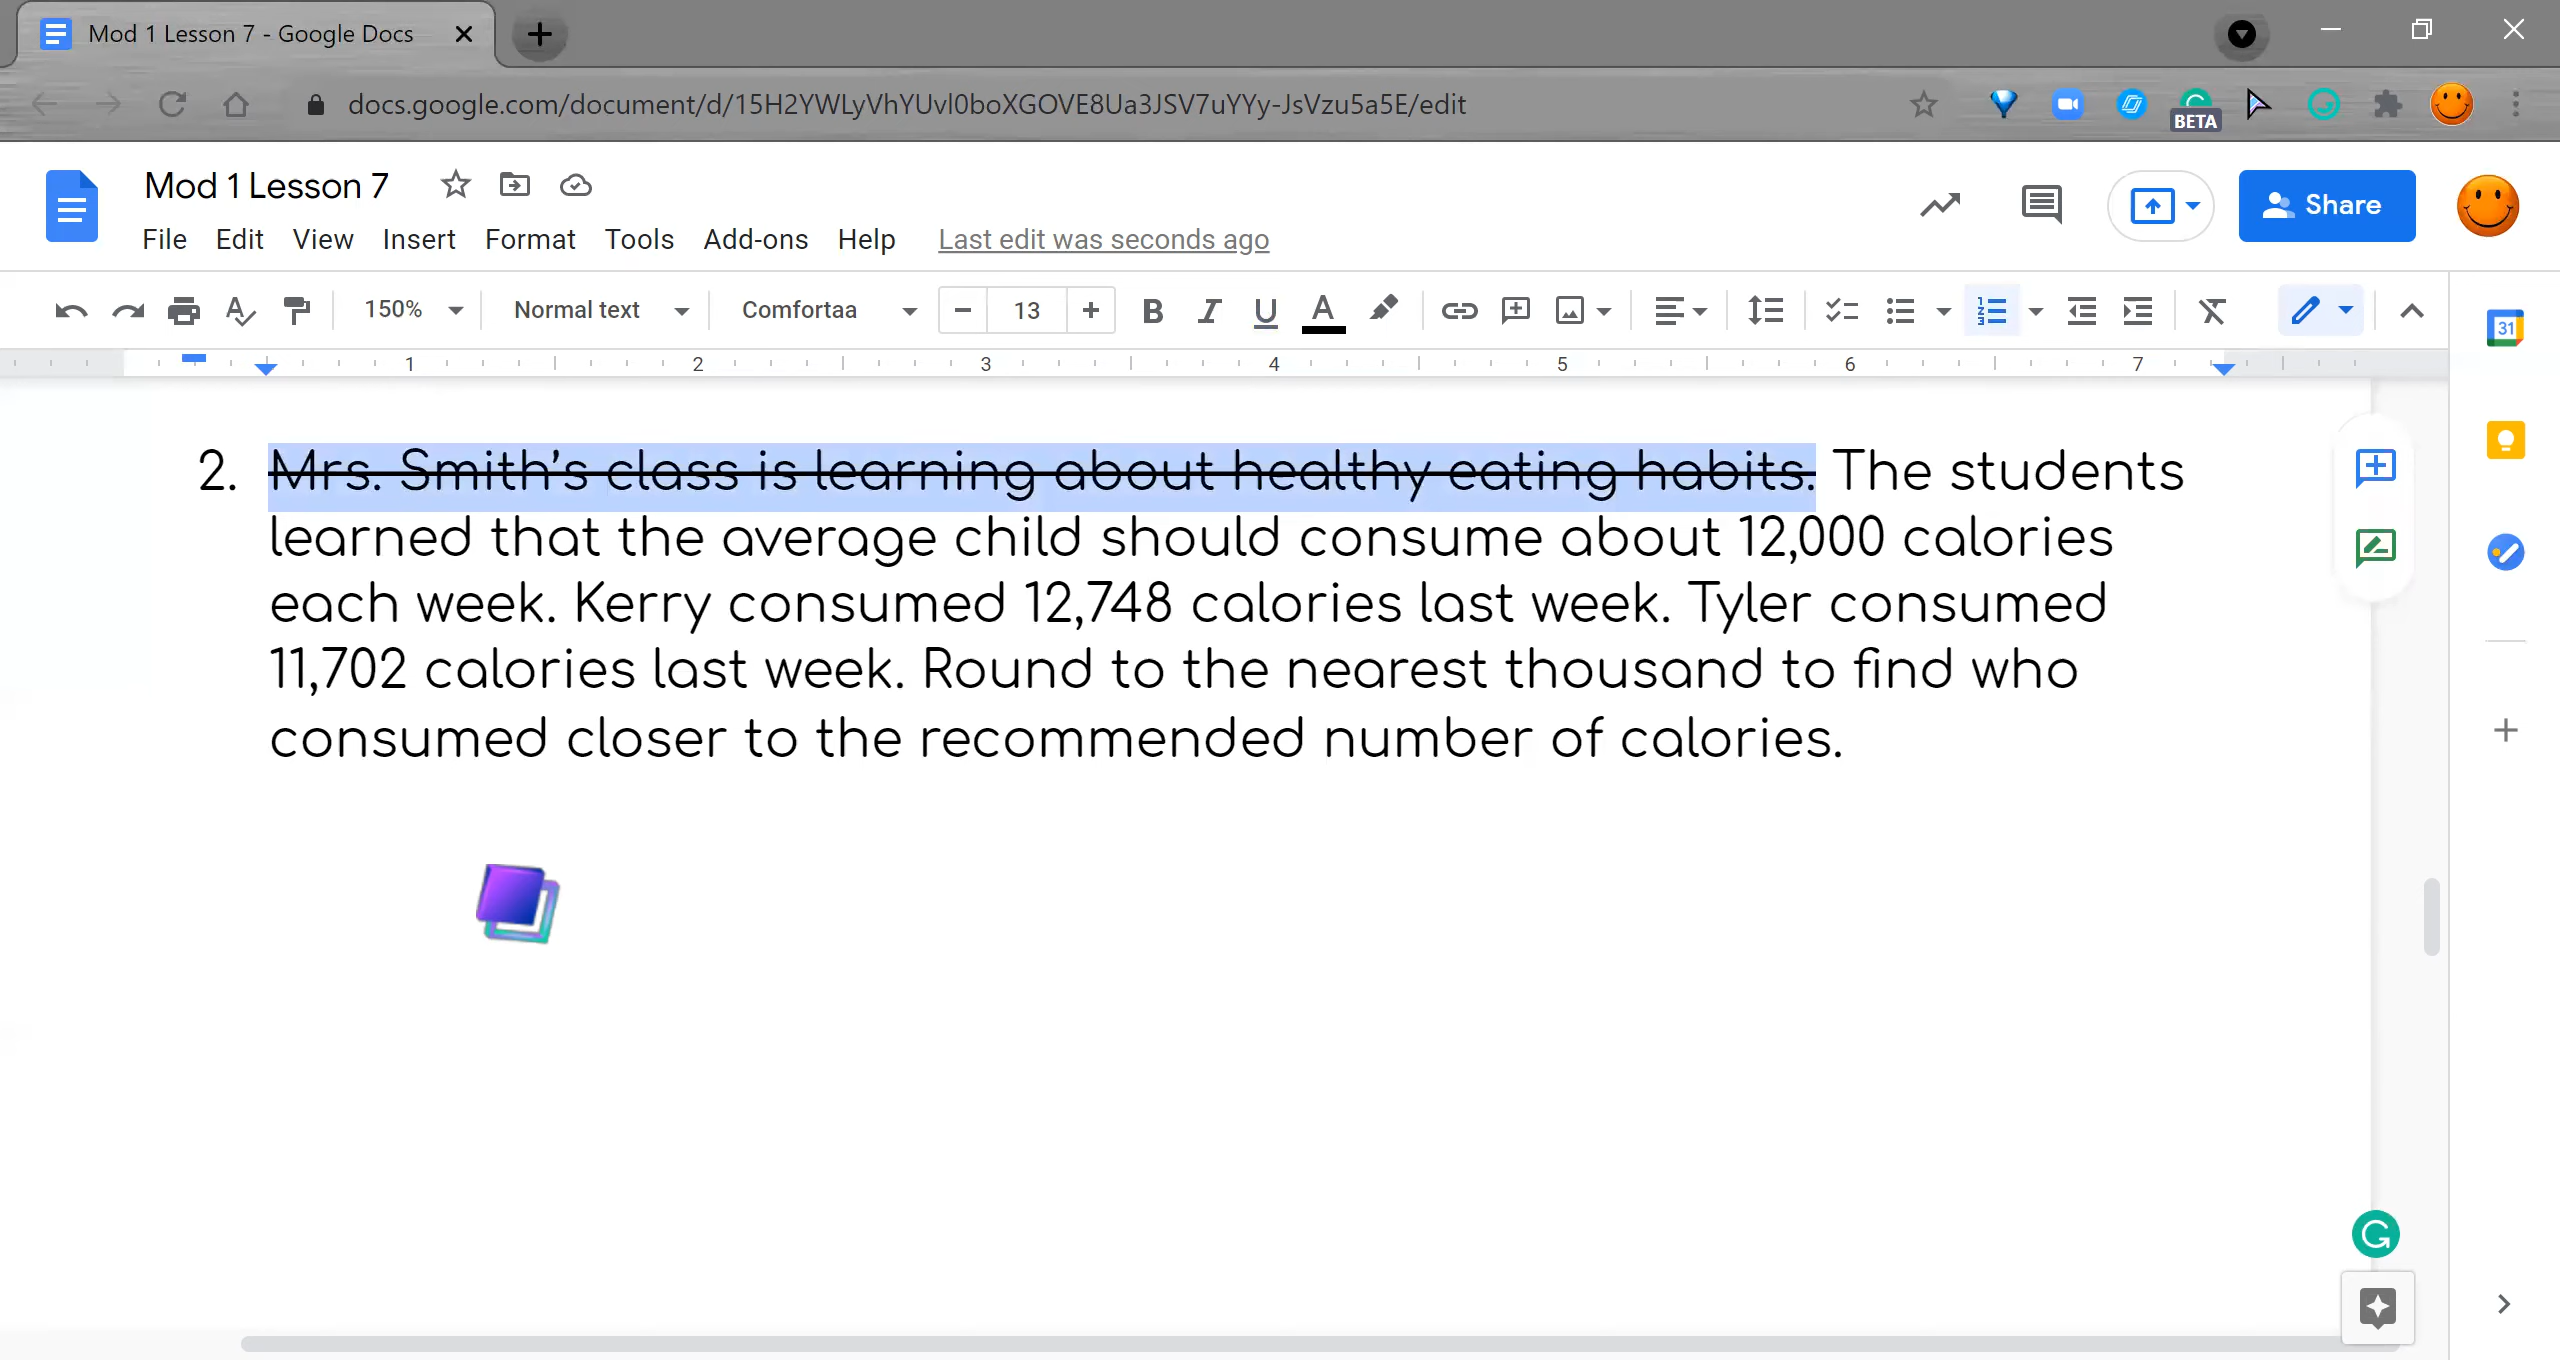 Mod 1 Lesson 7 - Google Docs
docs.google.com/document/d/15H2YWLyVhYUvl0boXGOVE8Ua3JSV7uYYy-JsVzu5a5E/edit
BETA
Mod 1 Lesson 7
Share
File Edit View Insert Format Tools Add-ons Help Last edit was seconds ago
150% Normal text Comfortaa 13 B I U A
31
1 2 3 4 5 6 7
2. Mrs. Smith's class is learning about healthy eating habits. The students
learned that the average child should consume about 12,000 calories
each week. Kerry consumed 12,748 calories last week. Tyler consumed
11,702 calories last week. Round to the nearest thousand to find who
consumed closer to the recommended number of calories.